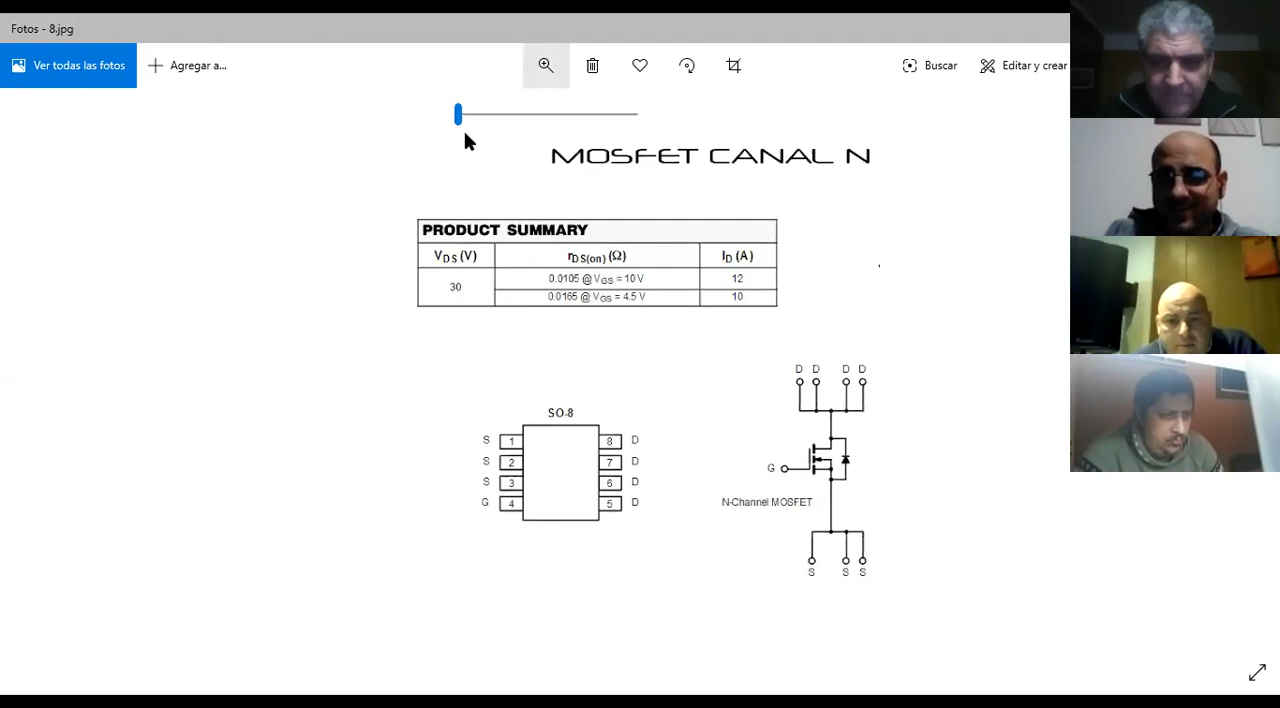 Fotos - 8.jpg
Ver todas las fotos
Agregar a...
Buscar
Editar y crear
MOSFET CANAL N
PRODUCT SUMMARY
VDS (V) rDS(on) (Ω) ID (A)
30
0.0105 @ VGS = 10 V 12
0.0165 @ VGS = 4.5 V 10
D D D D
SO-8
S 1 8 D
S 2 7 D
S 3 6 D
G 4 5 D
G
N-Channel MOSFET
S S S